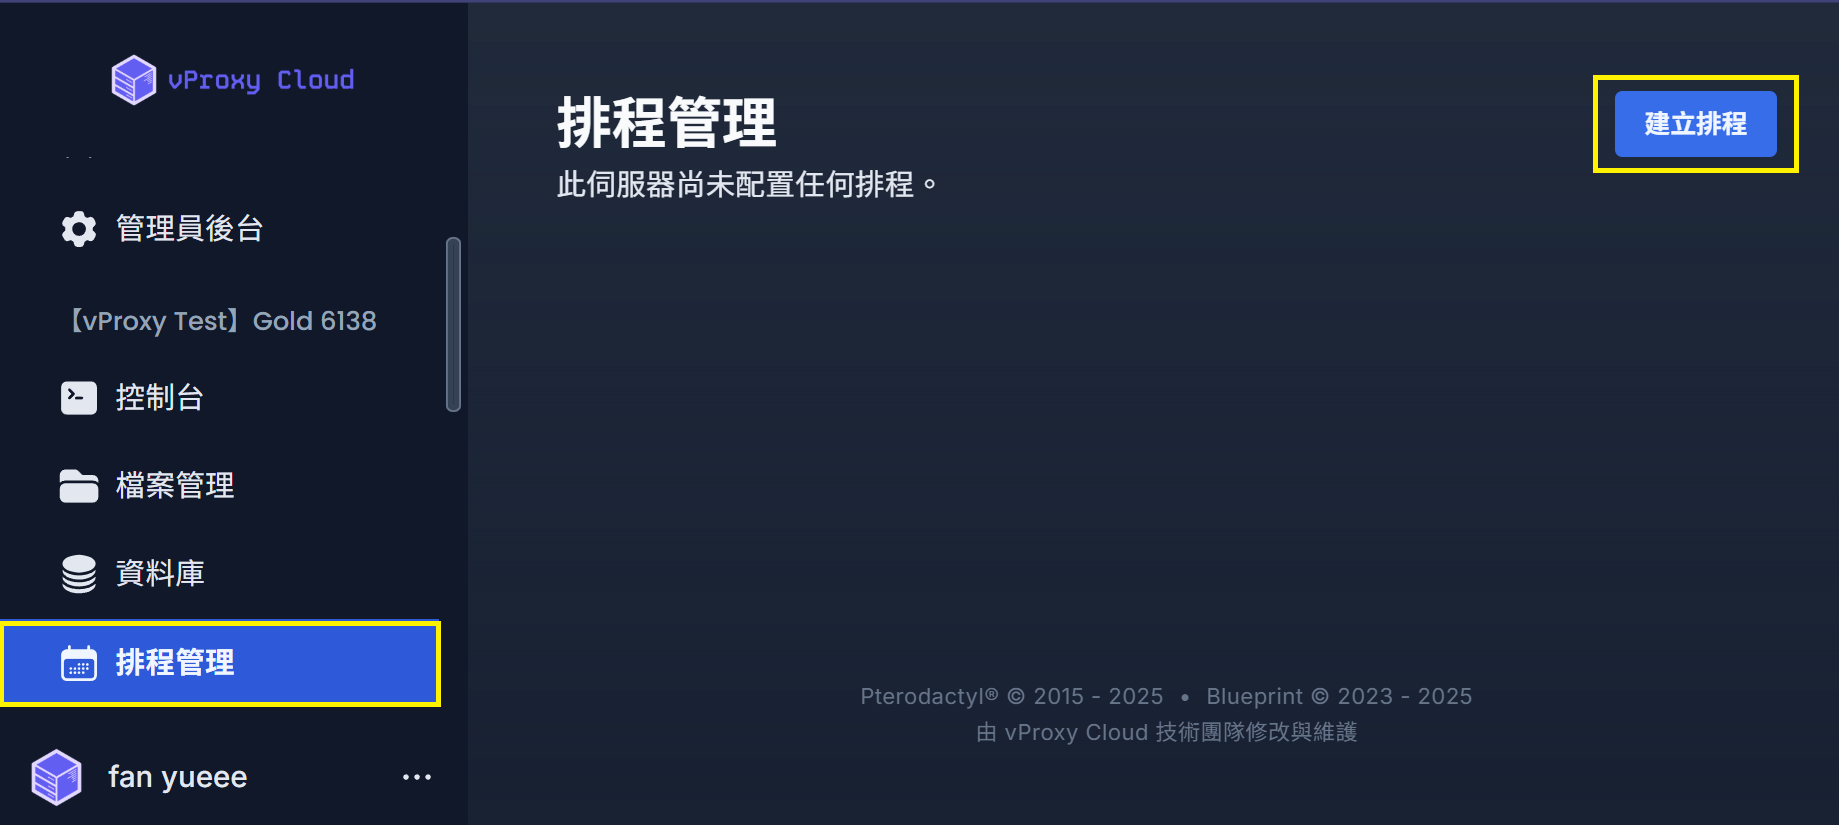 vProxy Cloud
管理員後台
【vProxy Test】Gold 6138
控制台
檔案管理
資料庫
排程管理
fan yueee
排程管理
建立排程
此伺服器尚未配置任何排程。
Pterodactyl® © 2015 - 2025 • Blueprint © 2023 - 2025
由 vProxy Cloud 技術團隊修改與維護